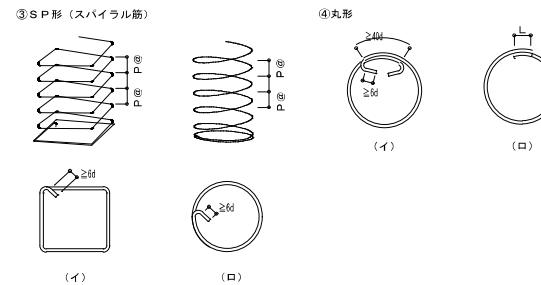 ③ＳＰ形（スパイラル筋）
④丸形
P@
P@
P@
P@
≧40d
≧6d
L
（イ）
（ロ）
≧6d
≧6d
（イ）
（ロ）